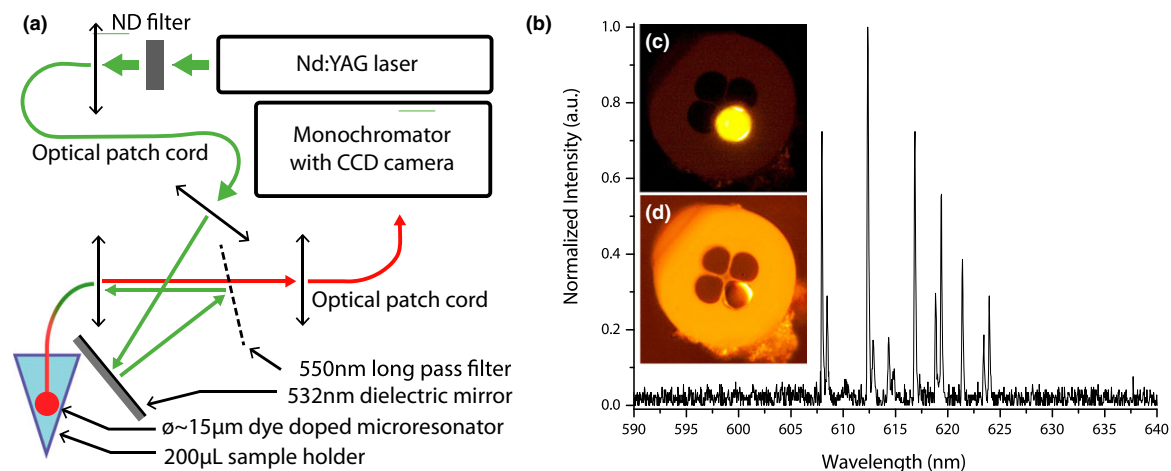 (a)
ND filter
Nd:YAG laser
Monochromator
with CCD camera
Optical patch cord
Optical patch cord
550nm long pass filter
532nm dielectric mirror
ø~15µm dye doped microresonator
200µL sample holder
(b)
(c)
(d)
Normalized Intensity (a.u.)
1.0
0.8
0.6
0.4
0.2
0.0
590 595 600 605 610 615 620 625 630 635 640
Wavelength (nm)